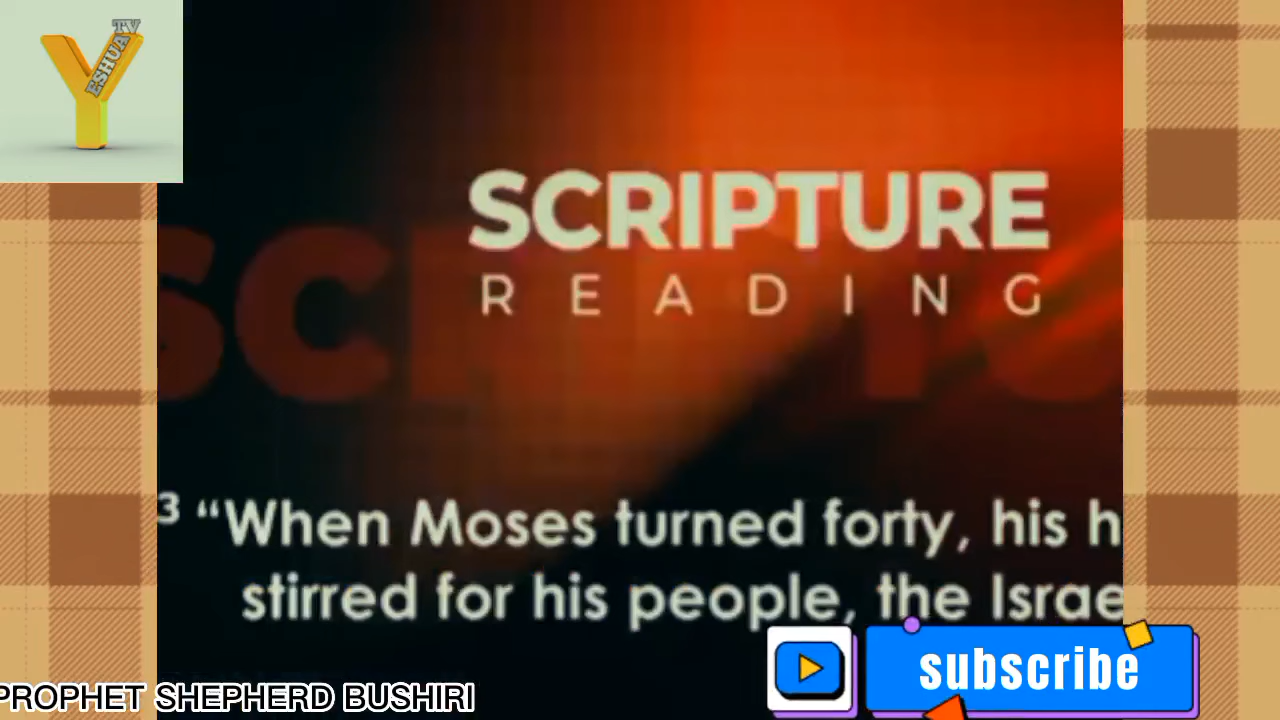 TV
YESHUA
SCRIPTURE
READING
3 “When Moses turned forty, his h
stirred for his people, the Israe
subscribe
PROPHET SHEPHERD BUSHIRI